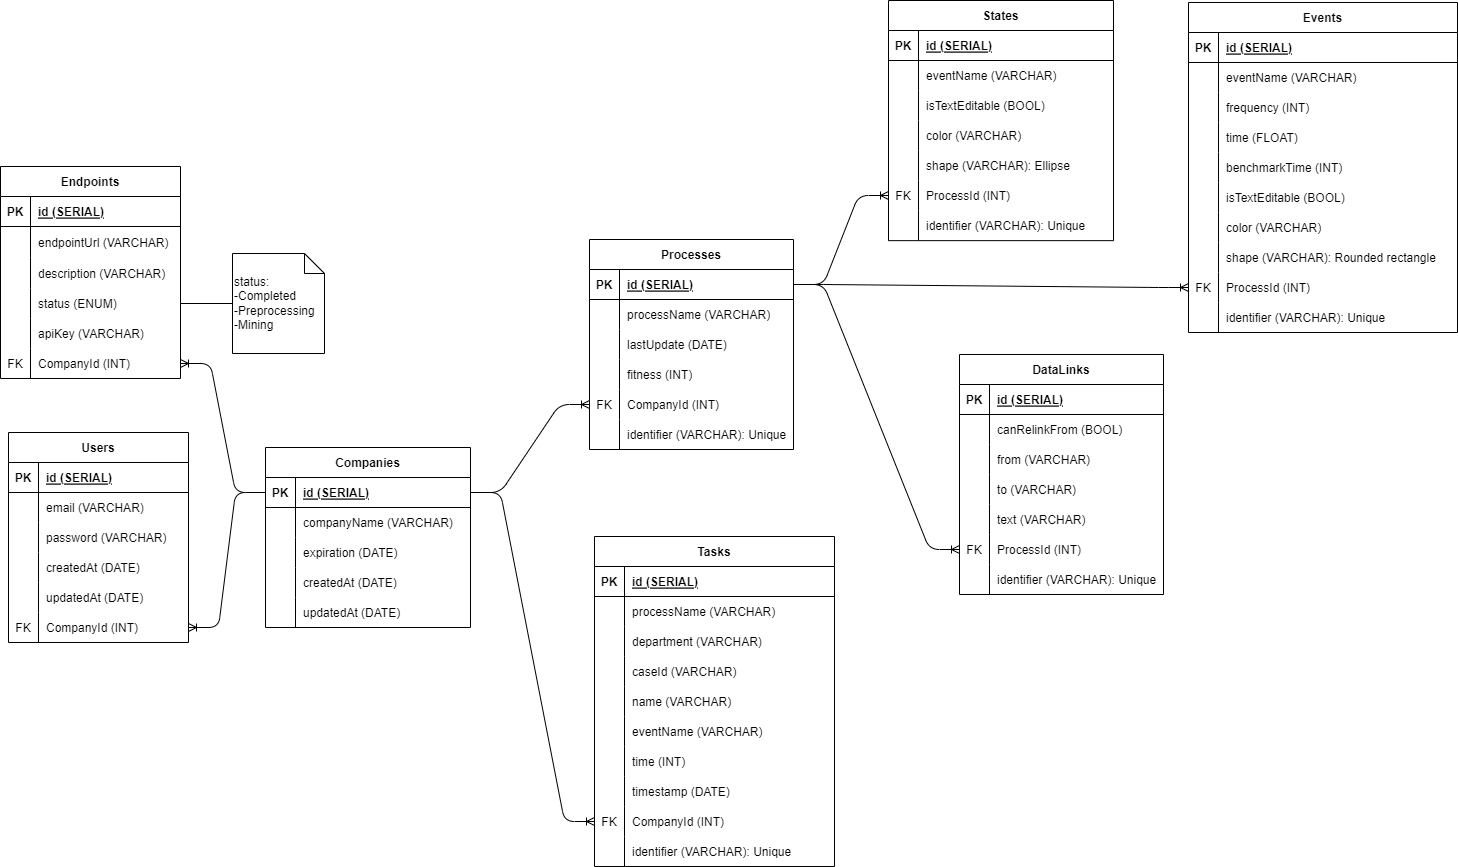 States
PK id (SERIAL)
eventName (VARCHAR)
isTextEditable (BOOL)
color (VARCHAR)
shape (VARCHAR): Ellipse
FK ProcessId (INT)
identifier (VARCHAR): Unique
Events
PK id (SERIAL)
eventName (VARCHAR)
frequency (INT)
time (FLOAT)
benchmarkTime (INT)
isTextEditable (BOOL)
color (VARCHAR)
shape (VARCHAR): Rounded rectangle
FK ProcessId (INT)
identifier (VARCHAR): Unique
Endpoints
PK id (SERIAL)
endpointUrl (VARCHAR)
description (VARCHAR)
status (ENUM)
apiKey (VARCHAR)
FK CompanyId (INT)
status:
-Completed
-Preprocessing
-Mining
Processes
PK id (SERIAL)
processName (VARCHAR)
lastUpdate (DATE)
fitness (INT)
FK CompanyId (INT)
identifier (VARCHAR): Unique
DataLinks
PK id (SERIAL)
canRelinkFrom (BOOL)
from (VARCHAR)
to (VARCHAR)
text (VARCHAR)
FK ProcessId (INT)
identifier (VARCHAR): Unique
Users
PK id (SERIAL)
email (VARCHAR)
password (VARCHAR)
createdAt (DATE)
updatedAt (DATE)
FK CompanyId (INT)
Companies
PK id (SERIAL)
companyName (VARCHAR)
expiration (DATE)
createdAt (DATE)
updatedAt (DATE)
Tasks
PK id (SERIAL)
processName (VARCHAR)
department (VARCHAR)
caseId (VARCHAR)
name (VARCHAR)
eventName (VARCHAR)
time (INT)
timestamp (DATE)
FK CompanyId (INT)
identifier (VARCHAR): Unique